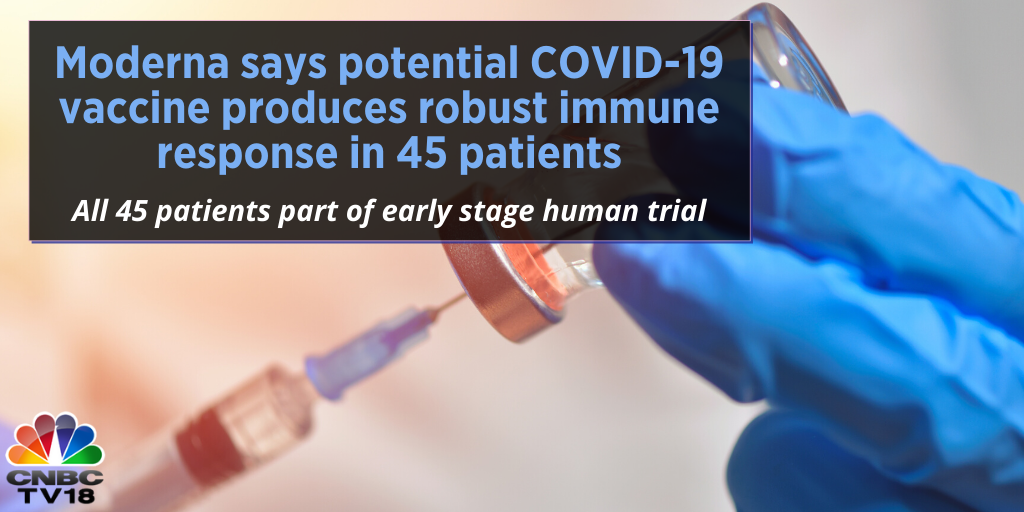 Moderna says potential COVID-19
vaccine produces robust immune
response in 45 patients
All 45 patients part of early stage human trial
CNBC
TV18